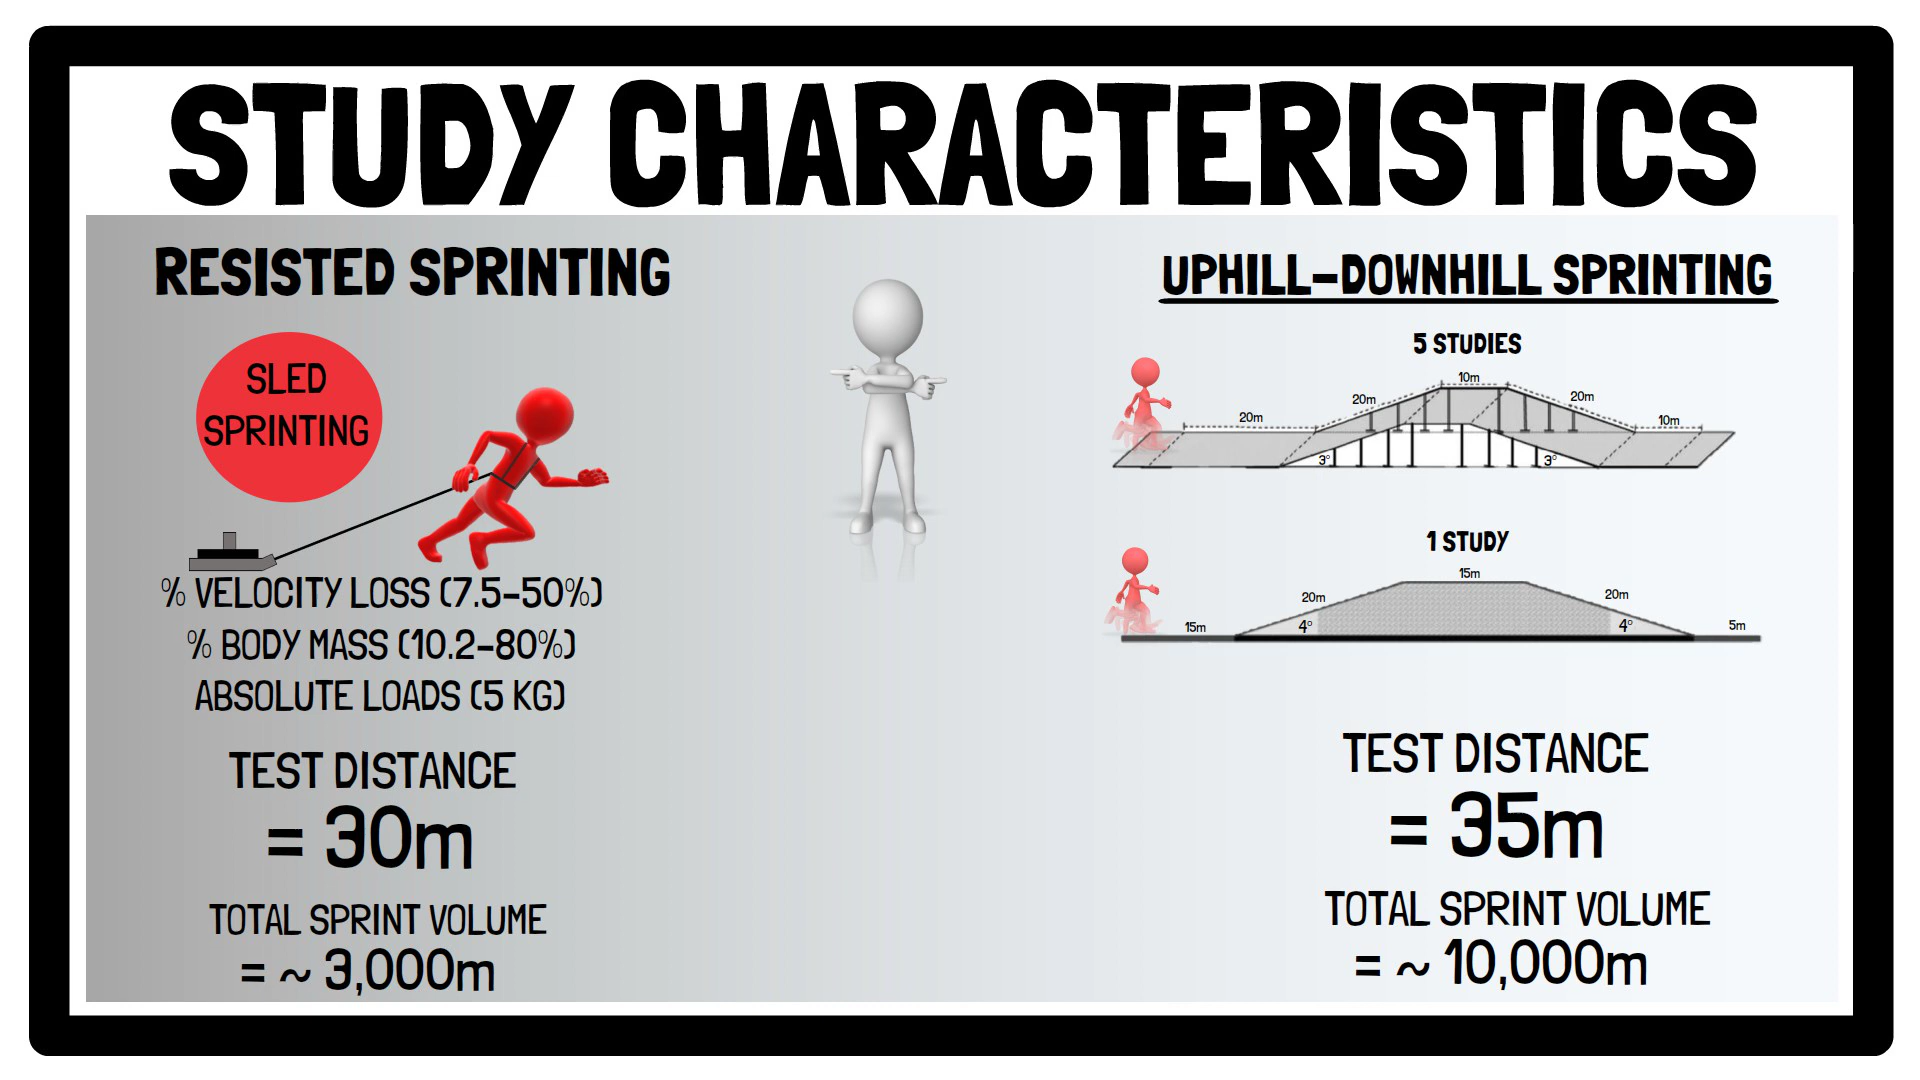 STUDY CHARACTERISTICS
RESISTED SPRINTING
SLED
SPRINTING
% VELOCITY LOSS (7.5-50%)
% BODY MASS (10.2-80%)
ABSOLUTE LOADS (5 KG)
TEST DISTANCE
= 30m
TOTAL SPRINT VOLUME
= ~ 3,000m
UPHILL-DOWNHILL SPRINTING
5 STUDIES
10m
20m
20m
20m
10m
3°
3°
1 STUDY
15m
20m
20m
4°
4°
15m
5m
TEST DISTANCE
= 35m
TOTAL SPRINT VOLUME
= ~ 10,000m